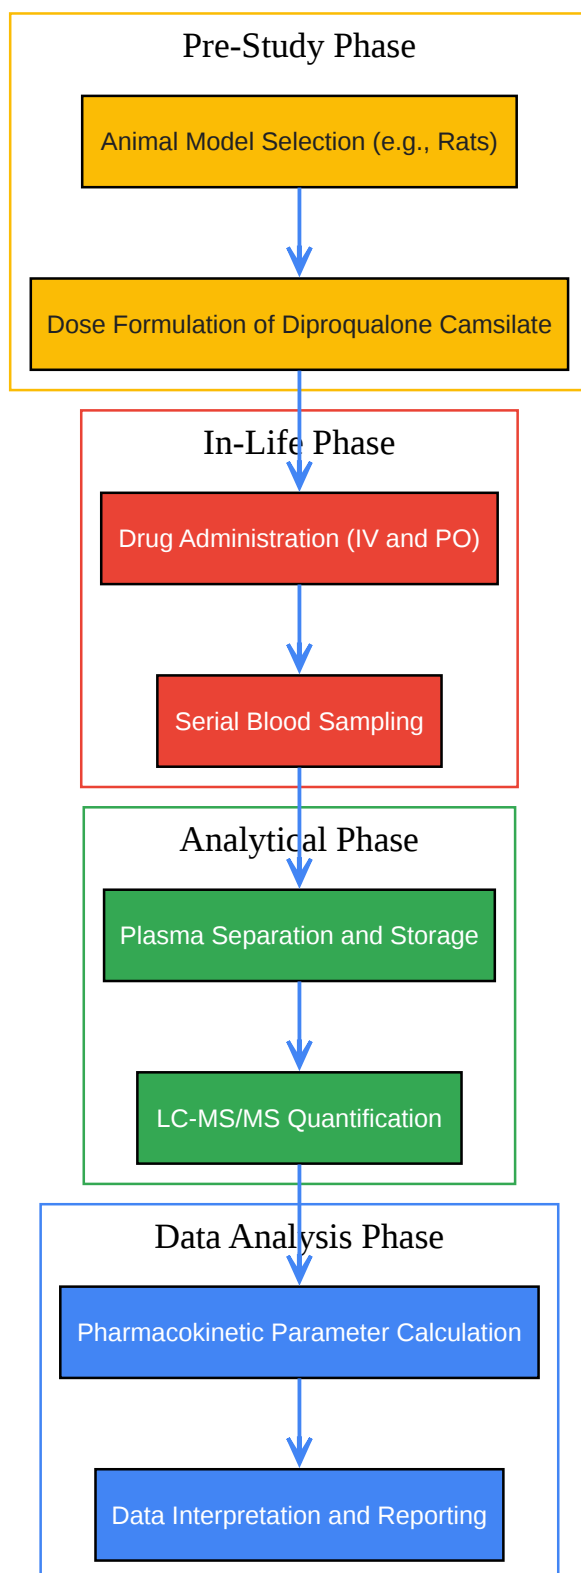 Pre-Study Phase
Animal Model Selection (e.g., Rats)
Dose Formulation of Diproqualone Camsilate
In-Life Phase
Drug Administration (IV and PO)
Serial Blood Sampling
Analytical Phase
Plasma Separation and Storage
LC-MS/MS Quantification
Data Analysis Phase
Pharmacokinetic Parameter Calculation
Data Interpretation and Reporting